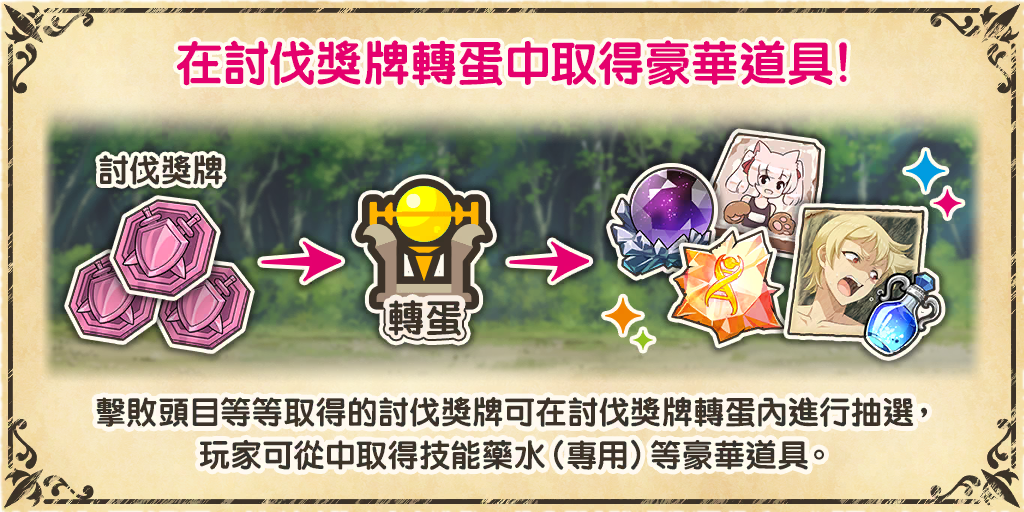 在討伐獎牌轉蛋中取得豪華道具!
討伐獎牌
轉蛋
擊敗頭目等等取得的討伐獎牌可在討伐獎牌轉蛋內進行抽選，
玩家可從中取得技能藥水（專用）等豪華道具。